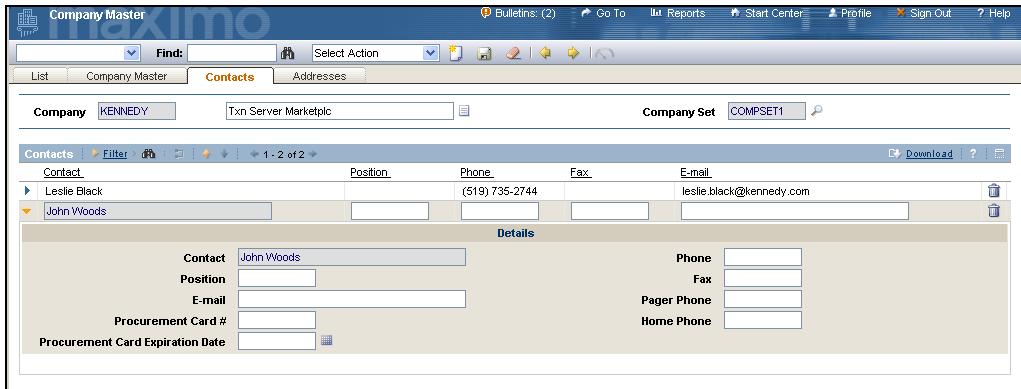 Company Master Bulletins: (2) Go To Reports Start Center Profile Sign Out ? Help
maximo
Find: Select Action
List Company Master Contacts Addresses
Company KENNEDY Txn Server Marketplc Company Set COMPSET1
Contacts Filter 1 - 2 of 2 Download ?
Contact Position Phone Fax E-mail
Leslie Black (519) 735-2744 leslie.black@kennedy.com
John Woods
Details
Contact John Woods Phone
Position Fax
E-mail Pager Phone
Procurement Card # Home Phone
Procurement Card Expiration Date